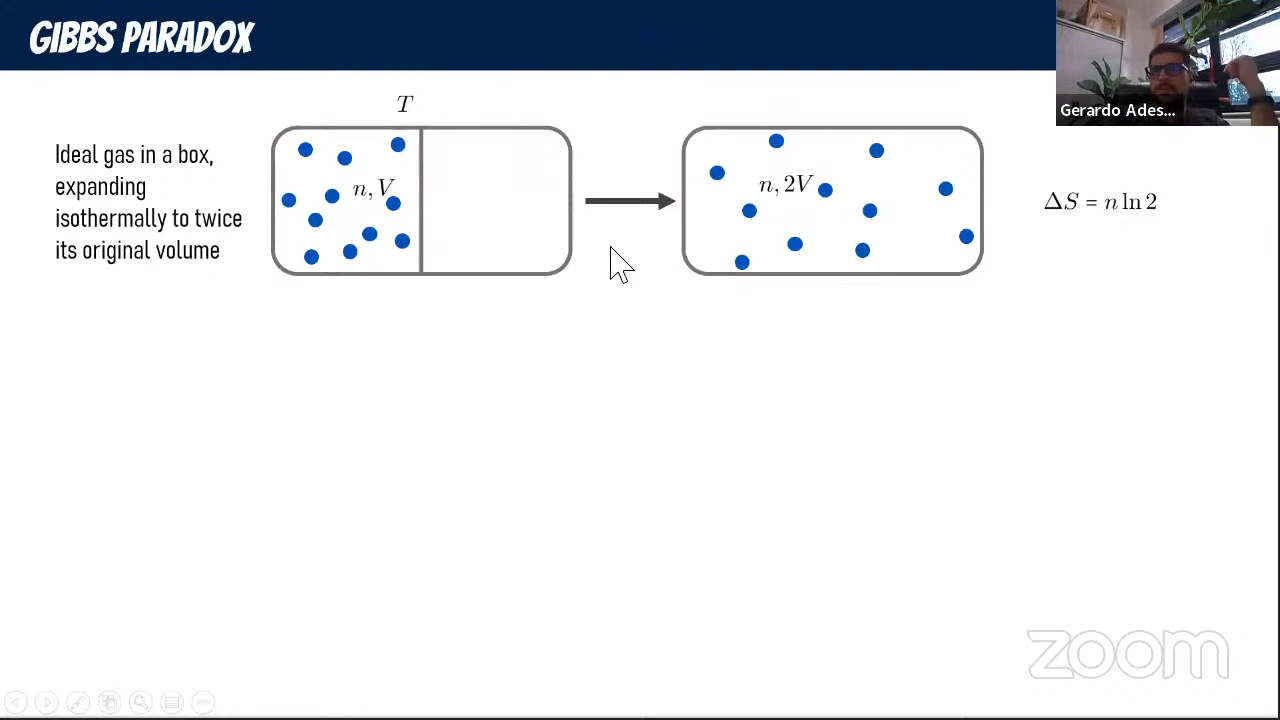 GIBBS PARADOX
Gerardo Ades...
T
Ideal gas in a box,
expanding
isothermally to twice
its original volume
n, V
n, 2V
ΔS = n ln 2
zoom